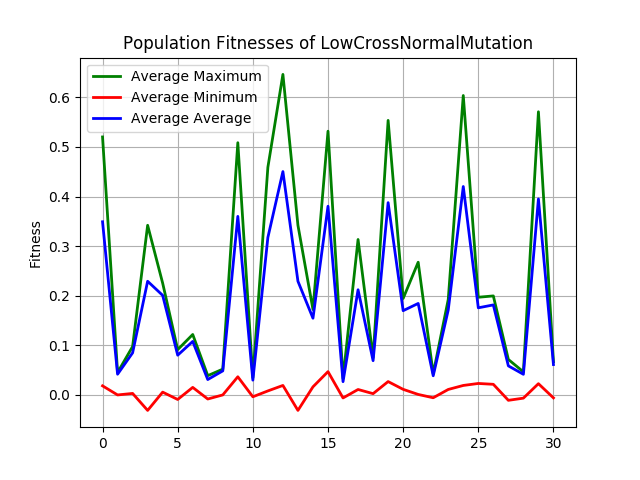 Population Fitnesses of LowCrossNormalMutation
Average Maximum
Average Minimum
Average Average
Fitness
0.6
0.5
0.4
0.3
0.2
0.1
0.0
0 5 10 15 20 25 30